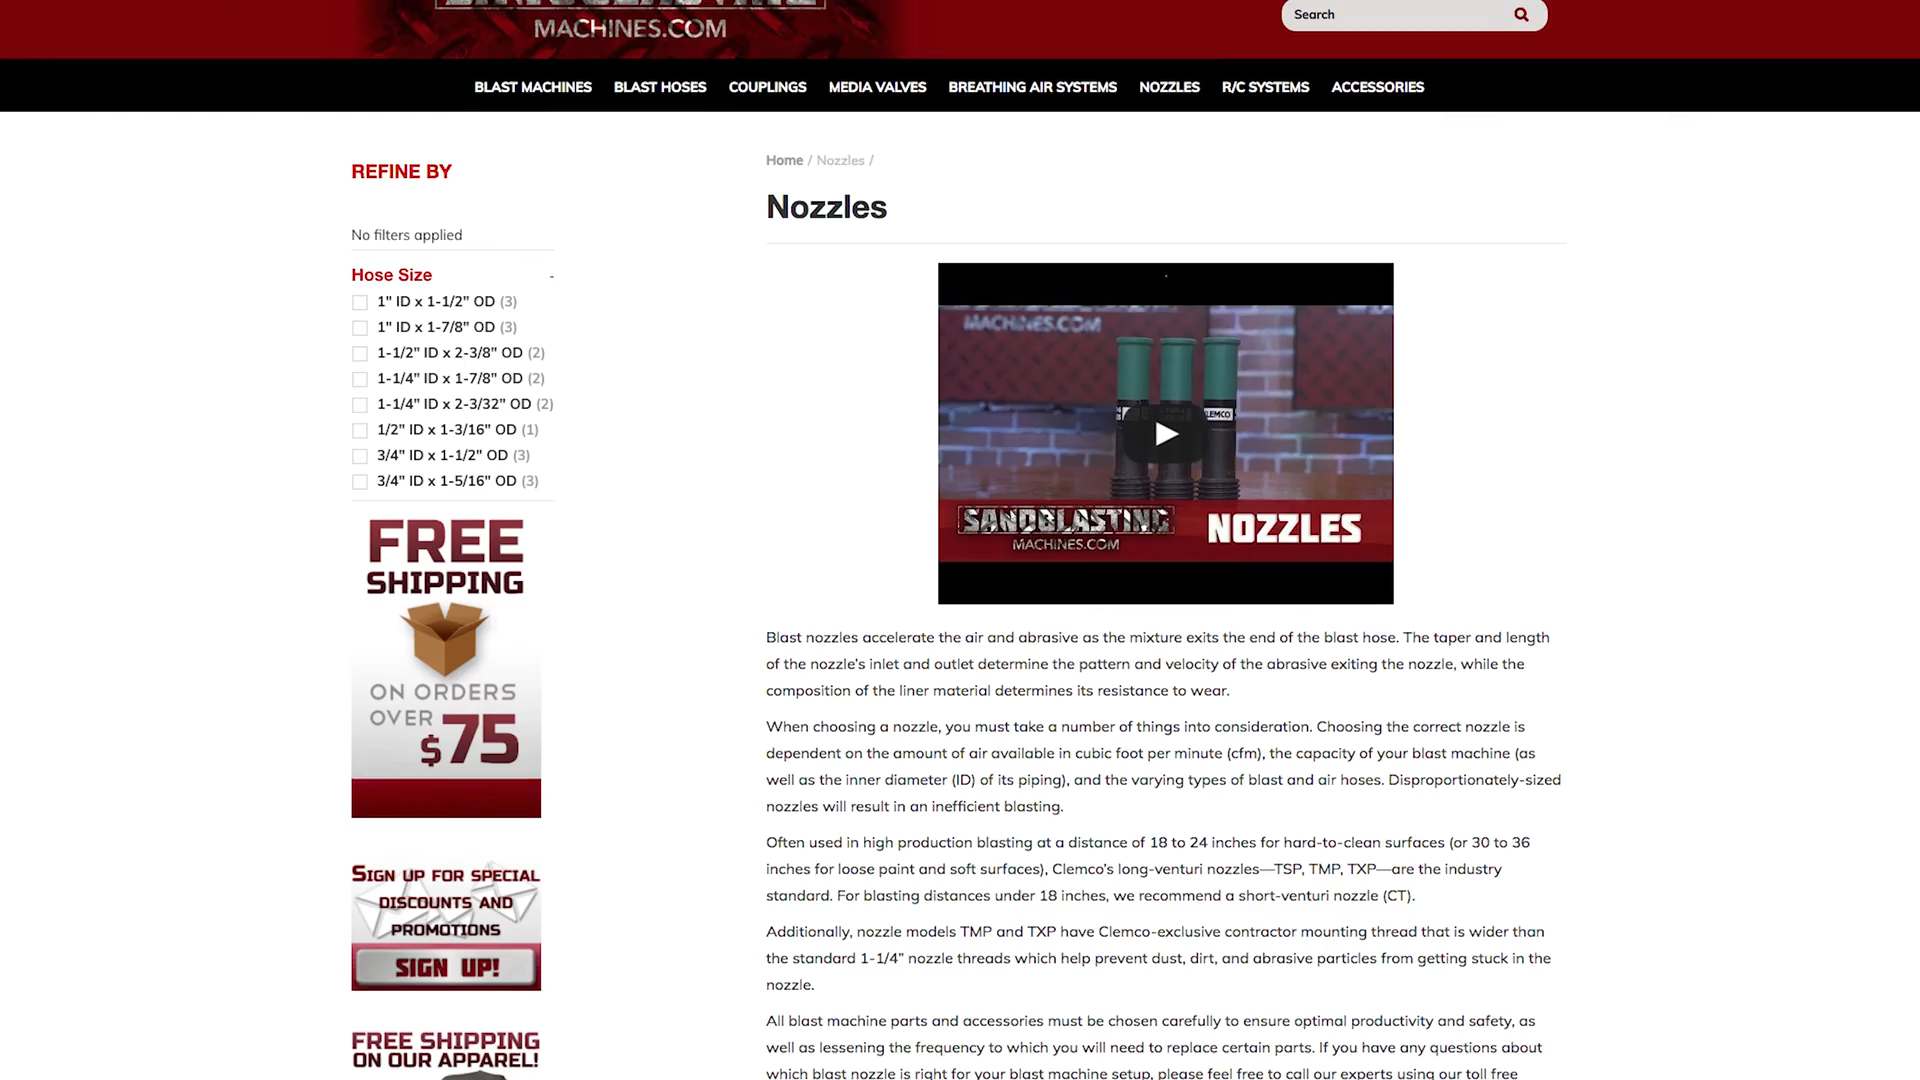 SANDBLASTING
MACHINES.COM
Search
BLAST MACHINES BLAST HOSES COUPLINGS MEDIA VALVES BREATHING AIR SYSTEMS NOZZLES R/C SYSTEMS ACCESSORIES
Home / Nozzles /
REFINE BY
Nozzles
No filters applied
Hose Size -
1" ID x 1-1/2" OD (3)
1" ID x 1-7/8" OD (3)
1-1/2" ID x 2-3/8" OD (2)
1-1/4" ID x 1-7/8" OD (2)
1-1/4" ID x 2-3/32" OD (2)
1/2" ID x 1-3/16" OD (1)
3/4" ID x 1-1/2" OD (3)
3/4" ID x 1-5/16" OD (3)
FREE
SHIPPING
ON ORDERS
OVER $75
SIGN UP FOR SPECIAL
DISCOUNTS AND
PROMOTIONS
SIGN UP!
FREE SHIPPING
ON OUR APPAREL!
MACHINES.COM
CLEMCO
SANDBLASTING
MACHINES.COM
NOZZLES
Blast nozzles accelerate the air and abrasive as the mixture exits the end of the blast hose. The taper and length
of the nozzle's inlet and outlet determine the pattern and velocity of the abrasive exiting the nozzle, while the
composition of the liner material determines its resistance to wear.
When choosing a nozzle, you must take a number of things into consideration. Choosing the correct nozzle is
dependent on the amount of air available in cubic foot per minute (cfm), the capacity of your blast machine (as
well as the inner diameter (ID) of its piping), and the varying types of blast and air hoses. Disproportionately-sized
nozzles will result in an inefficient blasting.
Often used in high production blasting at a distance of 18 to 24 inches for hard-to-clean surfaces (or 30 to 36
inches for loose paint and soft surfaces), Clemco's long-venturi nozzles—TSP, TMP, TXP—are the industry
standard. For blasting distances under 18 inches, we recommend a short-venturi nozzle (CT).
Additionally, nozzle models TMP and TXP have Clemco-exclusive contractor mounting thread that is wider than
the standard 1-1/4” nozzle threads which help prevent dust, dirt, and abrasive particles from getting stuck in the
nozzle.
All blast machine parts and accessories must be chosen carefully to ensure optimal productivity and safety, as
well as lessening the frequency to which you will need to replace certain parts. If you have any questions about
which blast nozzle is right for your blast machine setup, please feel free to call our experts using our toll free